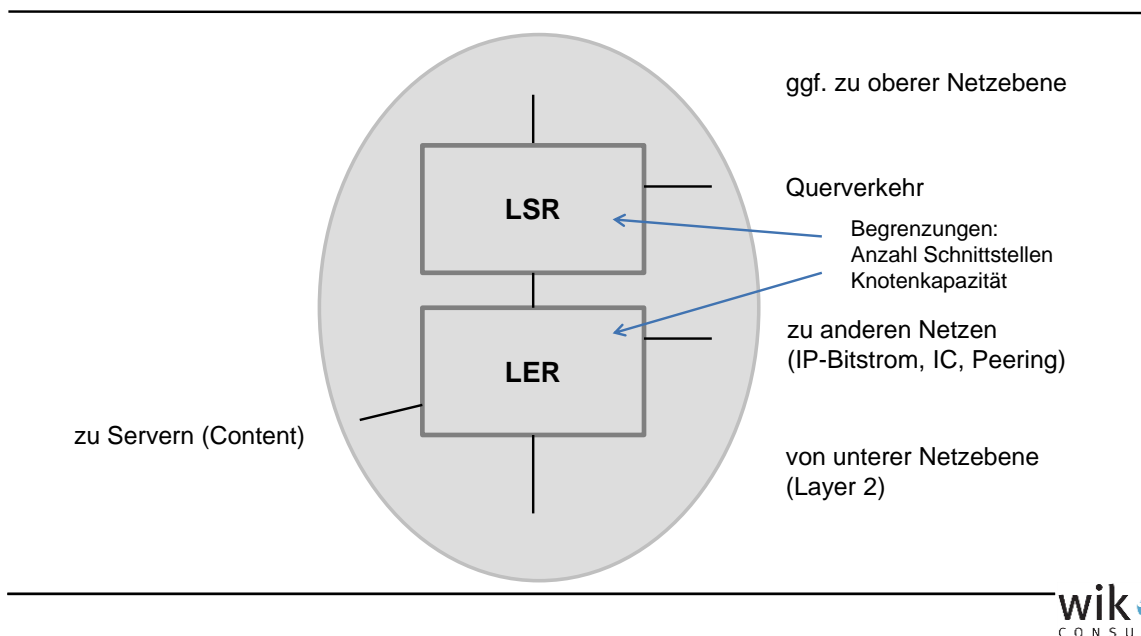 ggf. zu oberer Netzebene
LSR
Querverkehr
Begrenzungen:
Anzahl Schnittstellen
Knotenkapazität
LER
zu anderen Netzen
(IP-Bitstrom, IC, Peering)
zu Servern (Content)
von unterer Netzebene
(Layer 2)
wik
CONSU